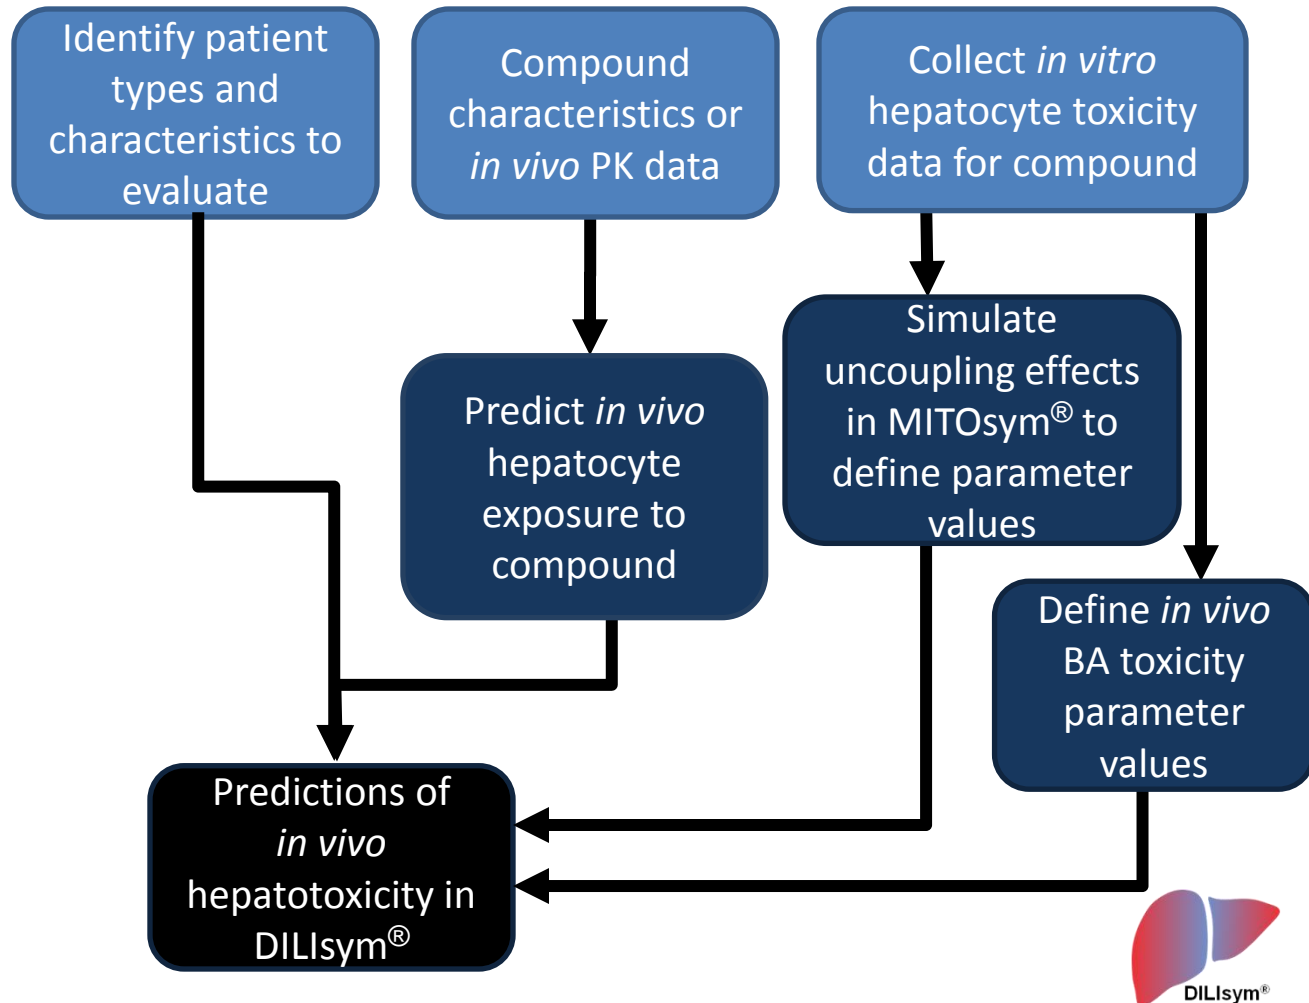 Identify patient
types and
characteristics to
evaluate
Compound
characteristics or
in vivo PK data
Collect in vitro
hepatocyte toxicity
data for compound
Simulate
uncoupling effects
in MITOsym® to
define parameter
values
Predict in vivo
hepatocyte
exposure to
compound
Define in vivo
BA toxicity
parameter
values
Predictions of
in vivo
hepatotoxicity in
DILIsym®
DILIsym®